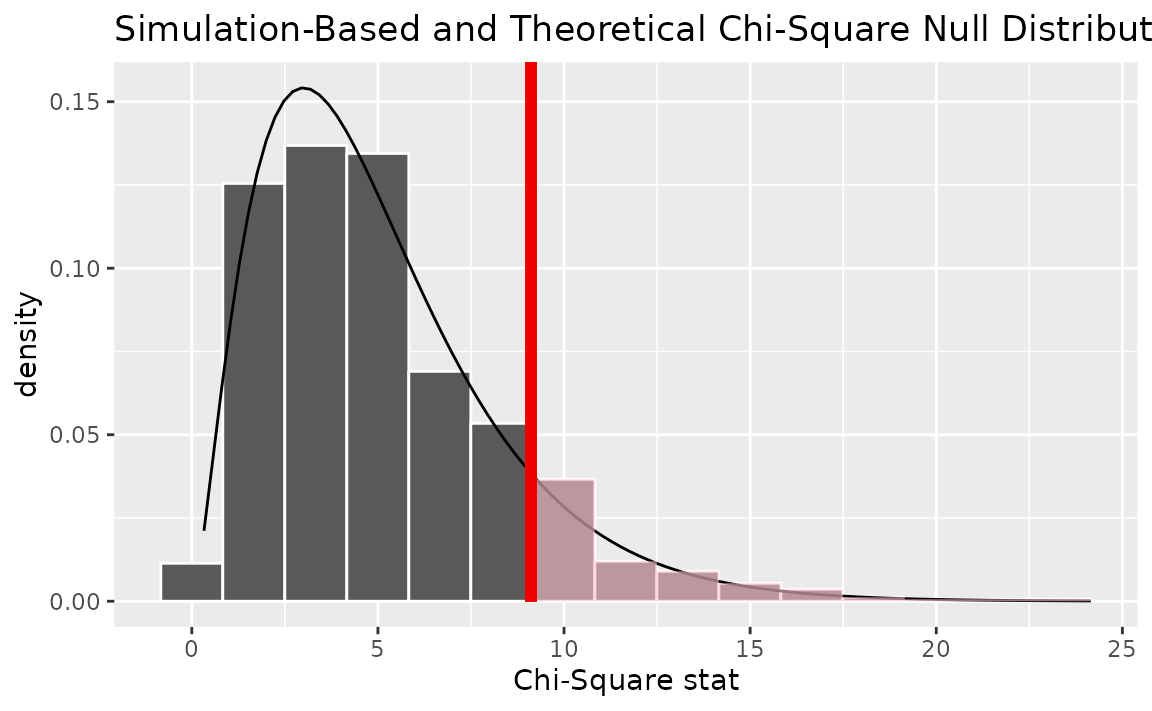 Simulation-Based and Theoretical Chi-Square Null Distribut
0.15
0.10
0.05
0.00
density
0 5 10 15 20 25
Chi-Square stat